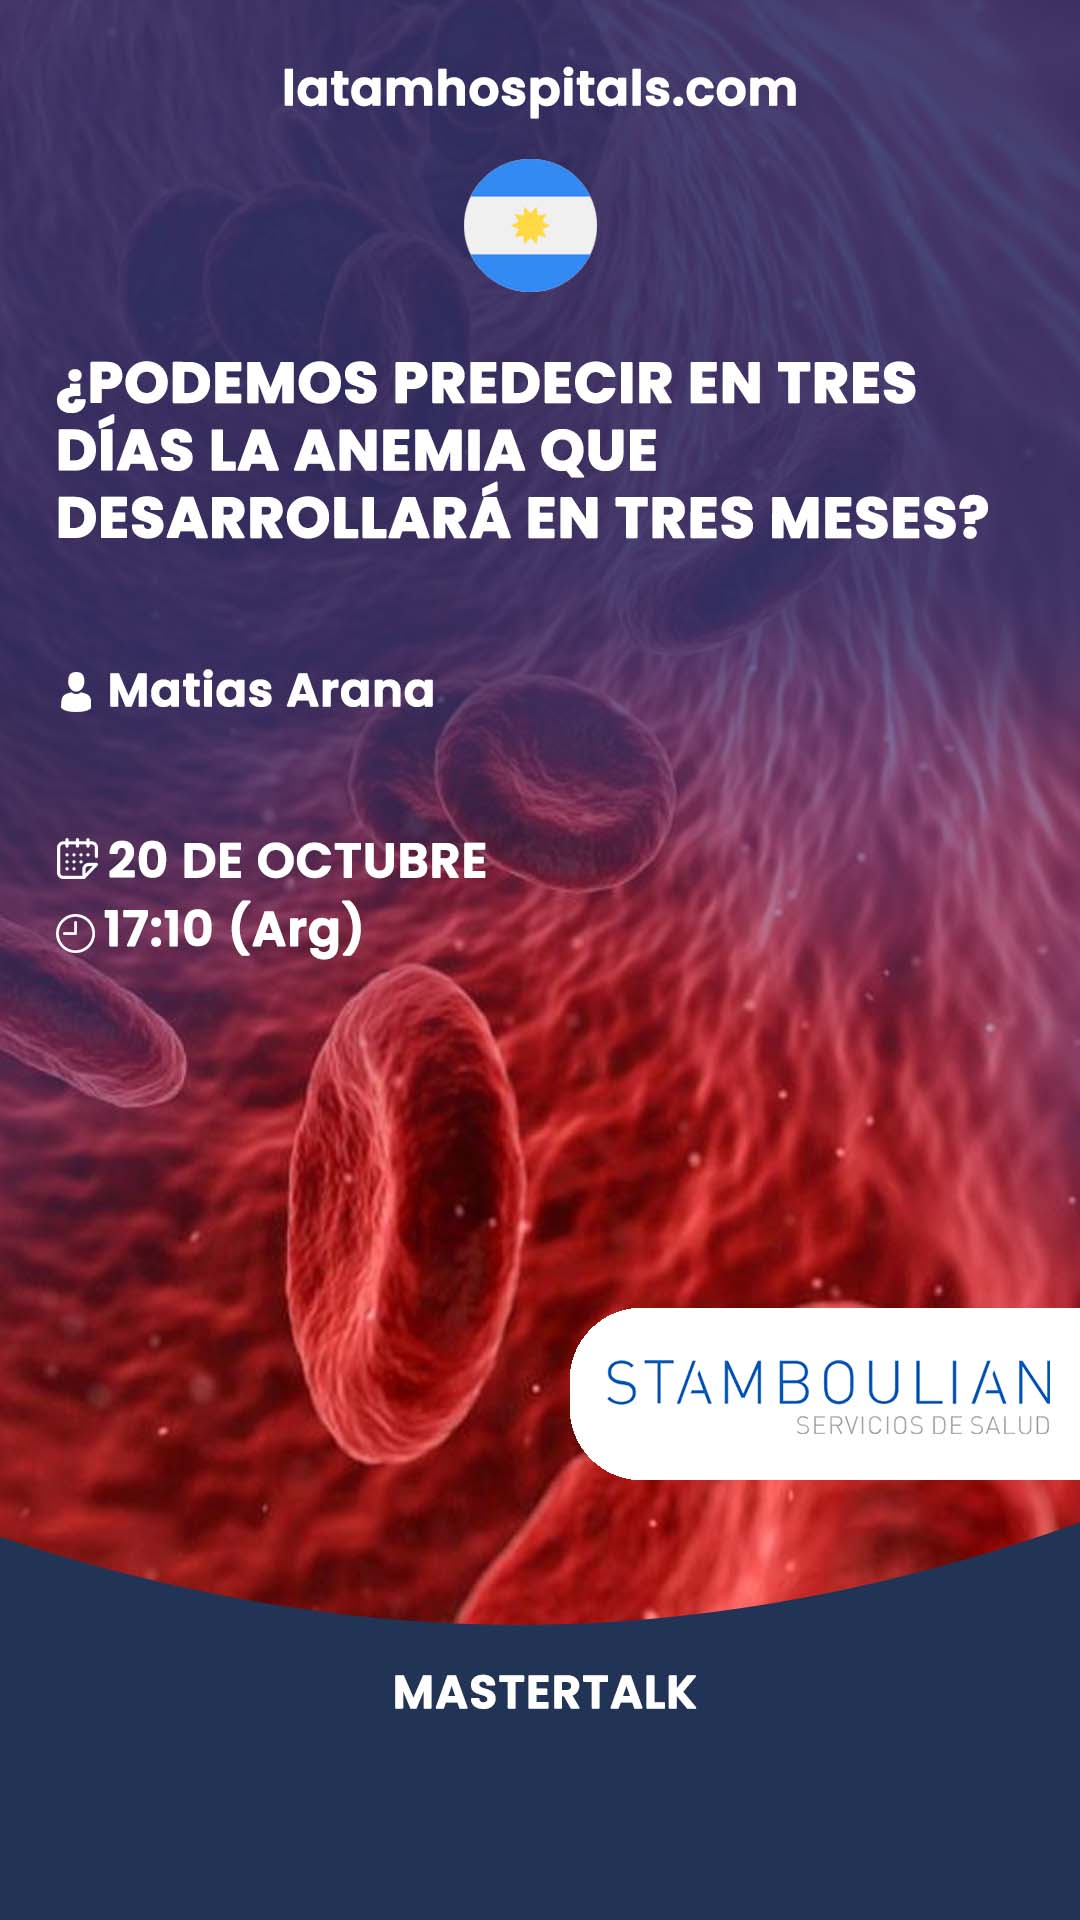 latamhospitals.com
¿PODEMOS PREDECIR EN TRES
DÍAS LA ANEMIA QUE
DESARROLLARÁ EN TRES MESES?
Matias Arana
20 DE OCTUBRE
17:10 (Arg)
STAMBOULIAN
SERVICIOS DE SALUD
MASTERTALK